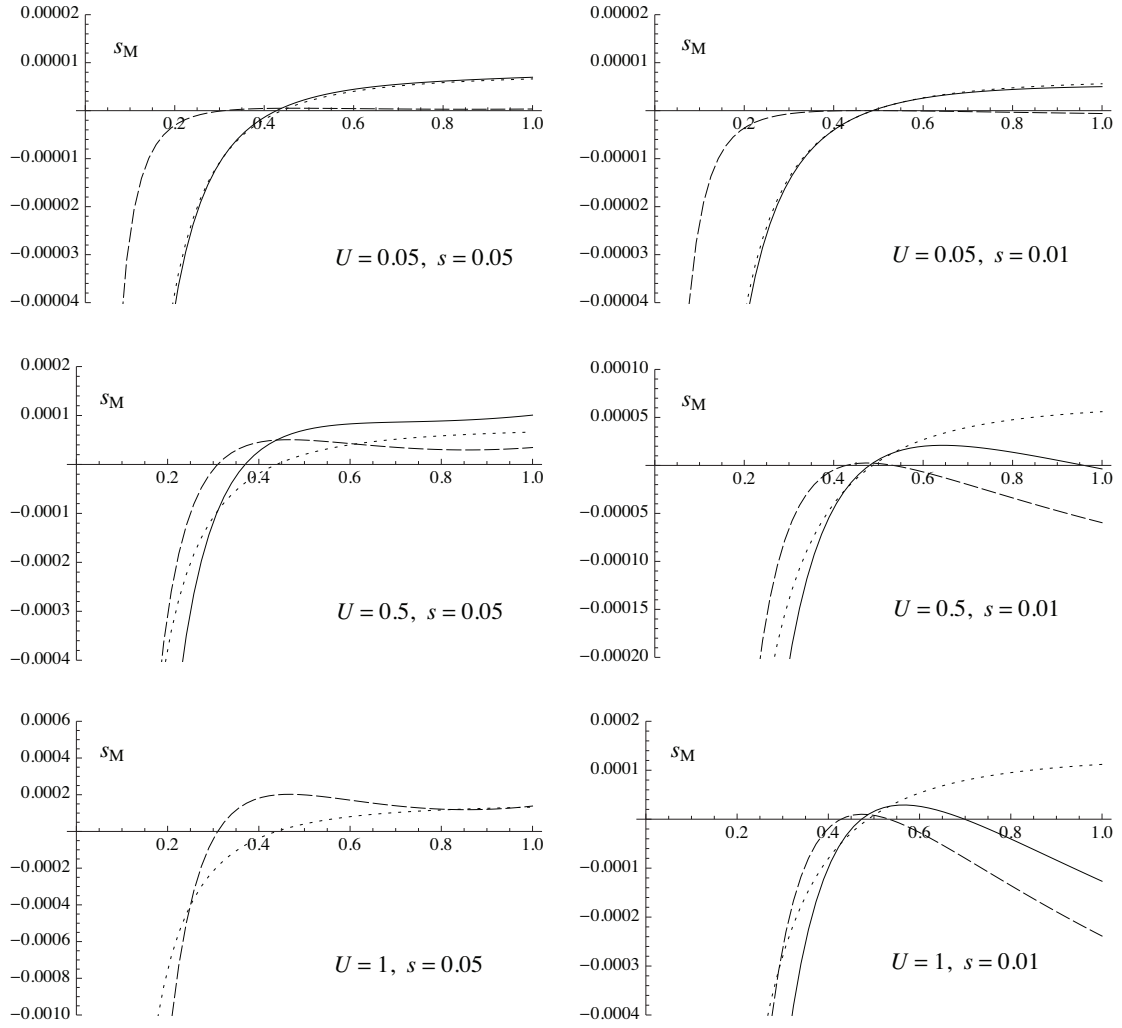 0.00002
0.00001
−0.00001
−0.00002
−0.00003
−0.00004
s_M
0.2 0.4 0.6 0.8 1.0
U = 0.05, s = 0.05
0.00002
0.00001
−0.00001
−0.00002
−0.00003
−0.00004
s_M
0.2 0.4 0.6 0.8 1.0
U = 0.05, s = 0.01
0.0002
0.0001
−0.0001
−0.0002
−0.0003
−0.0004
s_M
0.2 0.4 0.6 0.8 1.0
U = 0.5, s = 0.05
0.00010
0.00005
−0.00005
−0.00010
−0.00015
−0.00020
s_M
0.2 0.4 0.6 0.8 1.0
U = 0.5, s = 0.01
0.0006
0.0004
0.0002
−0.0002
−0.0004
−0.0006
−0.0008
−0.0010
s_M
0.2 0.4 0.6 0.8 1.0
U = 1, s = 0.05
0.0002
0.0001
−0.0001
−0.0002
−0.0003
−0.0004
s_M
0.2 0.4 0.6 0.8 1.0
U = 1, s = 0.01